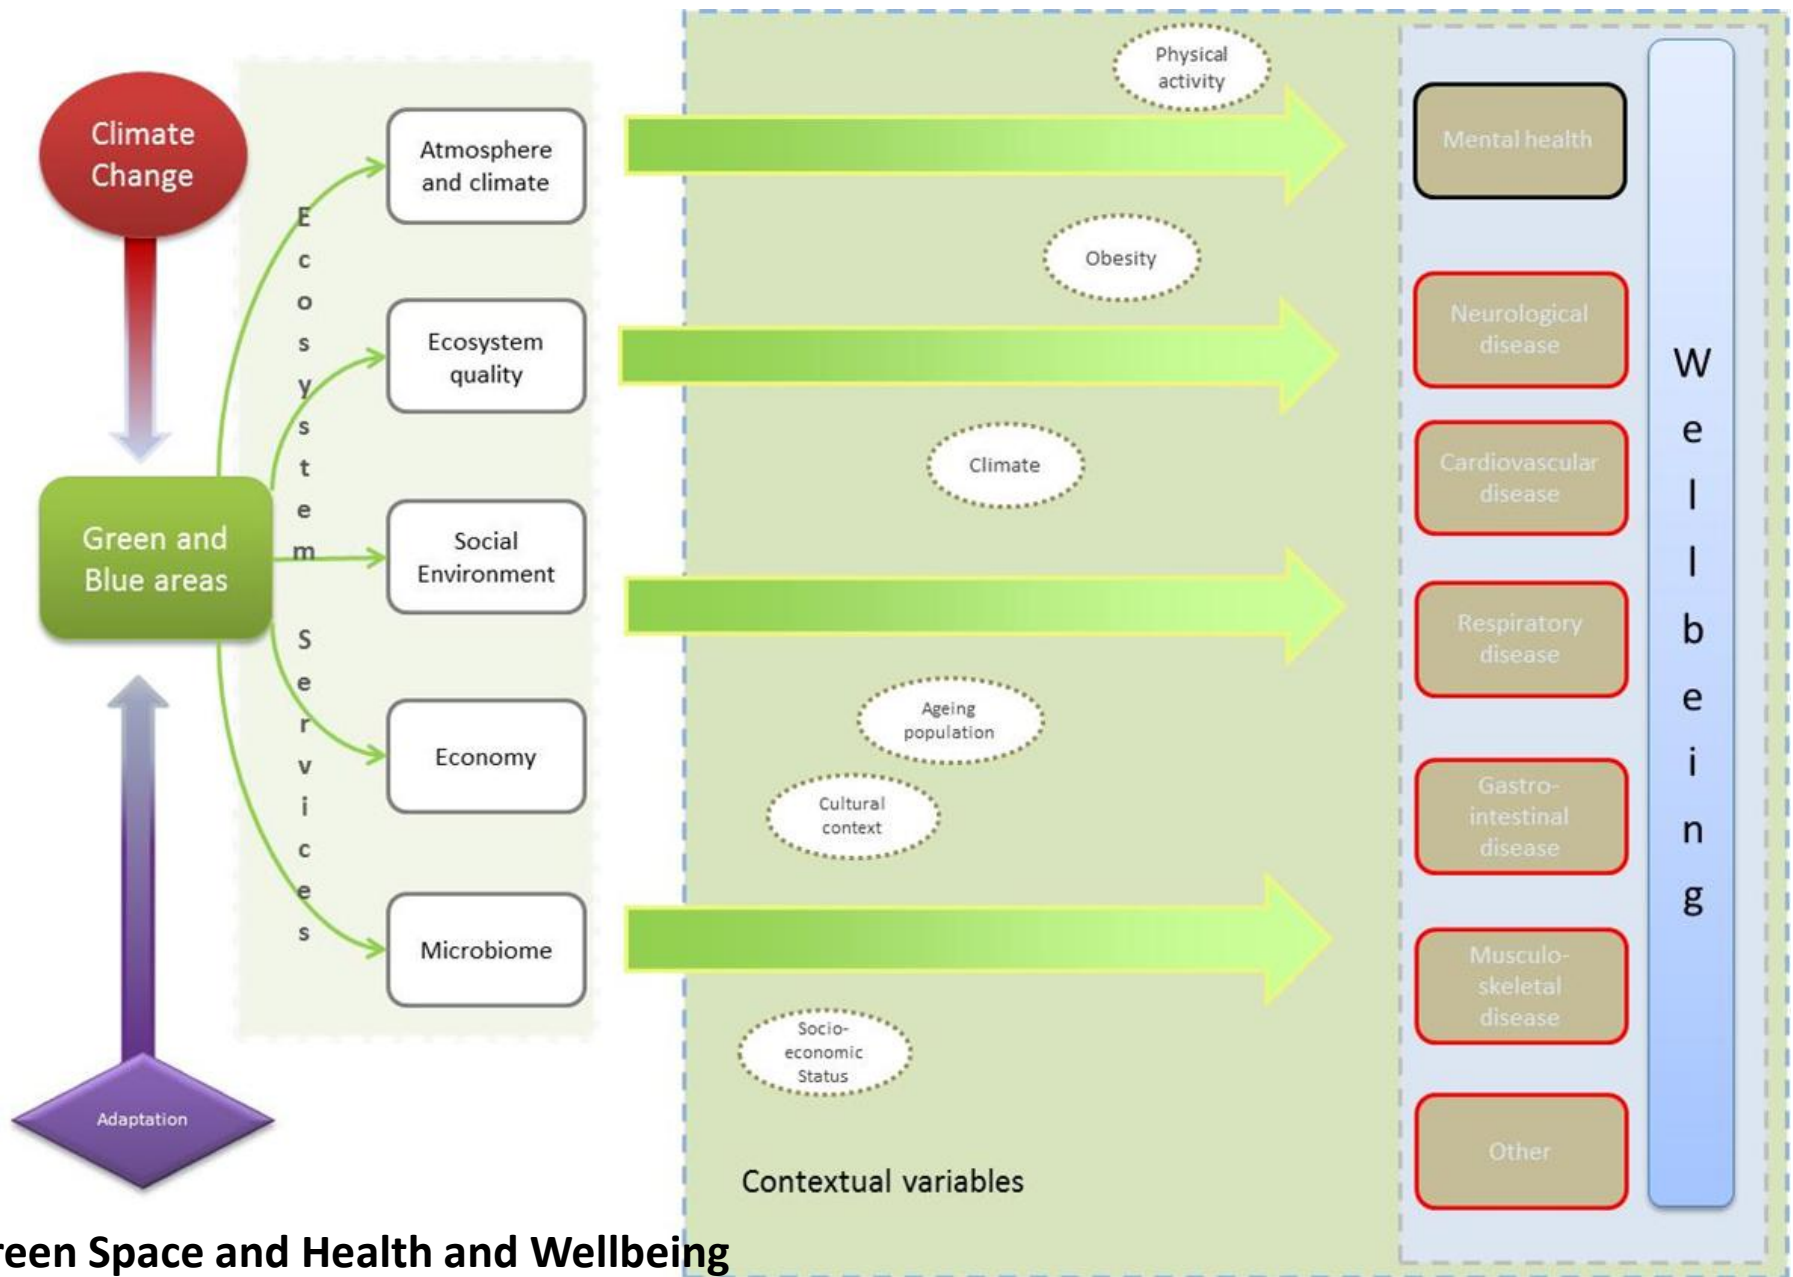 Climate
Change
Green and
Blue areas
Adaptation
Ecosystem Services
Atmosphere
and climate
Ecosystem
quality
Social
Environment
Economy
Microbiome
Physical
activity
Obesity
Climate
Ageing
population
Cultural
context
Socio-
economic
Status
Contextual variables
Mental health
Neurological
disease
Cardiovascular
disease
Respiratory
disease
Gastro-
intestinal
disease
Musculo-
skeletal
disease
Other
Wellbeing
reen Space and Health and Wellbeing